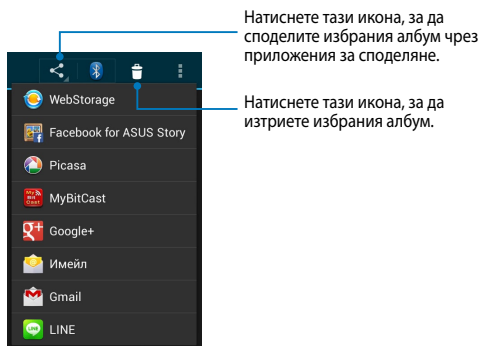 Натиснете тази икона, за да
споделите избрания албум чрез
приложения за споделяне.
Натиснете тази икона, за да
изтриете избрания албум.
WebStorage
Facebook for ASUS Story
Picasa
MyBitCast
Google+
Имейл
Gmail
LINE